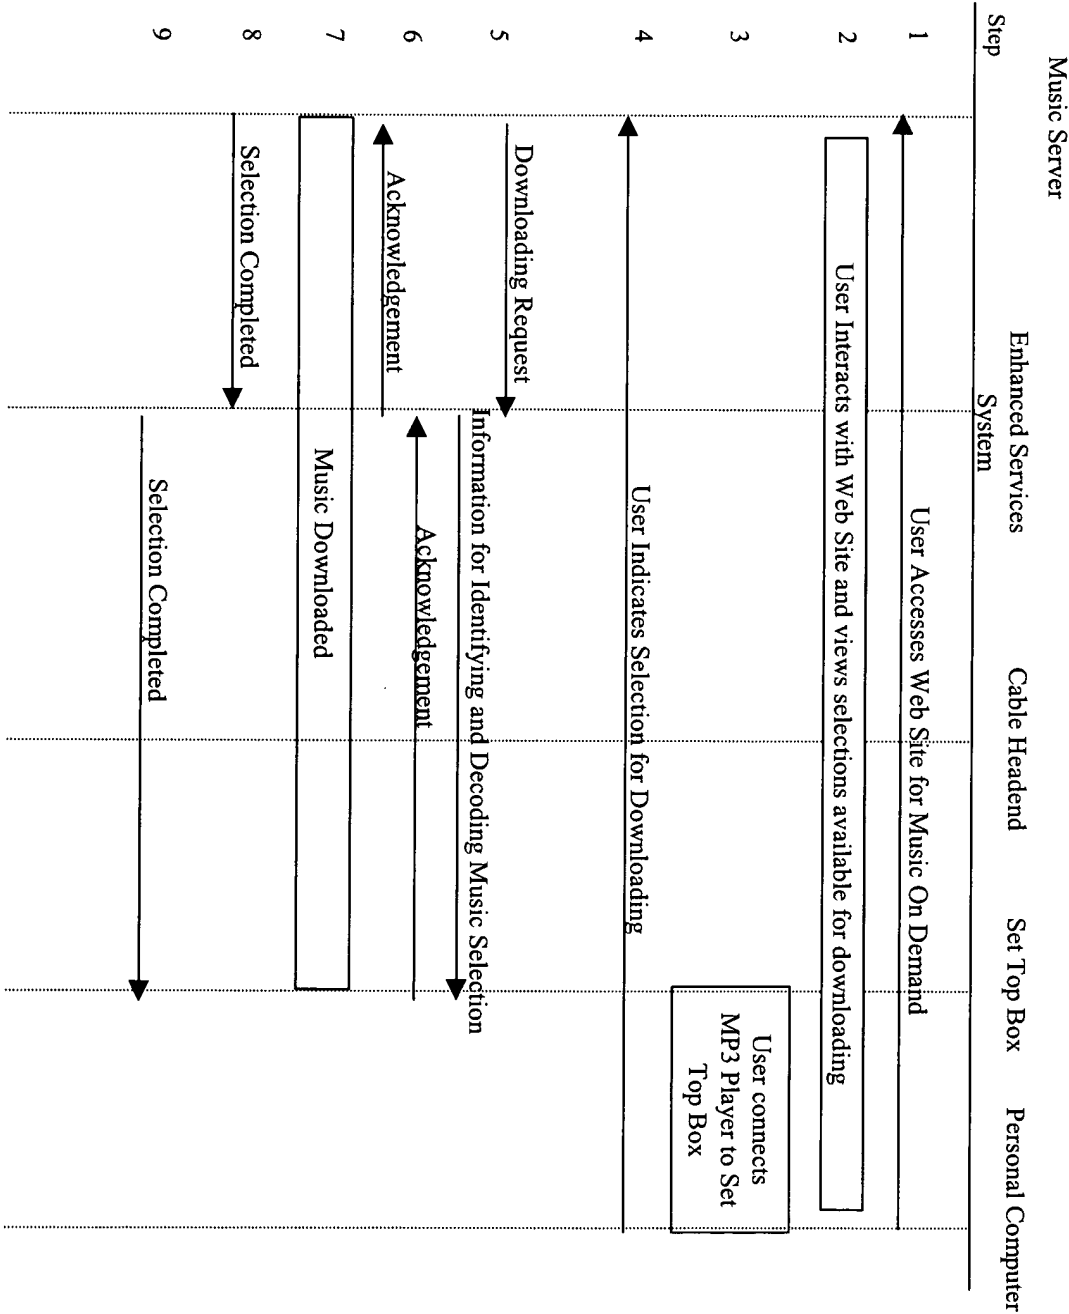 Music Server
Enhanced Services
System
Cable Headend
Set Top Box
Personal Computer
Step
1
User Accesses Web Site for Music On Demand
2
User Interacts with Web Site and views selections available for downloading
3
User connects
MP3 Player to Set
Top Box
4
User Indicates Selection for Downloading
5
Downloading Request
Information for Identifying and Decoding Music Selection
6
Acknowledgement
Acknowledgement
7
Music Downloaded
8
Selection Completed
9
Selection Completed